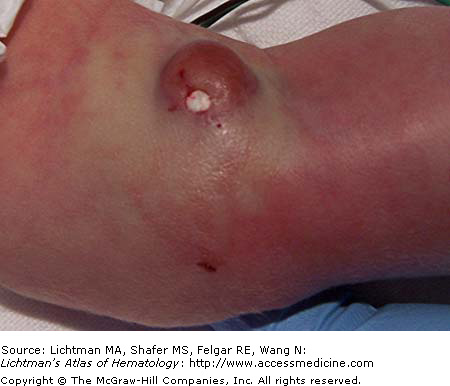 Source: Lichtman MA, Shafer MS, Felgar RE, Wang N:
Lichtman's Atlas of Hematology: http://www.accessmedicine.com
Copyright © The McGraw-Hill Companies, Inc. All rights reserved.